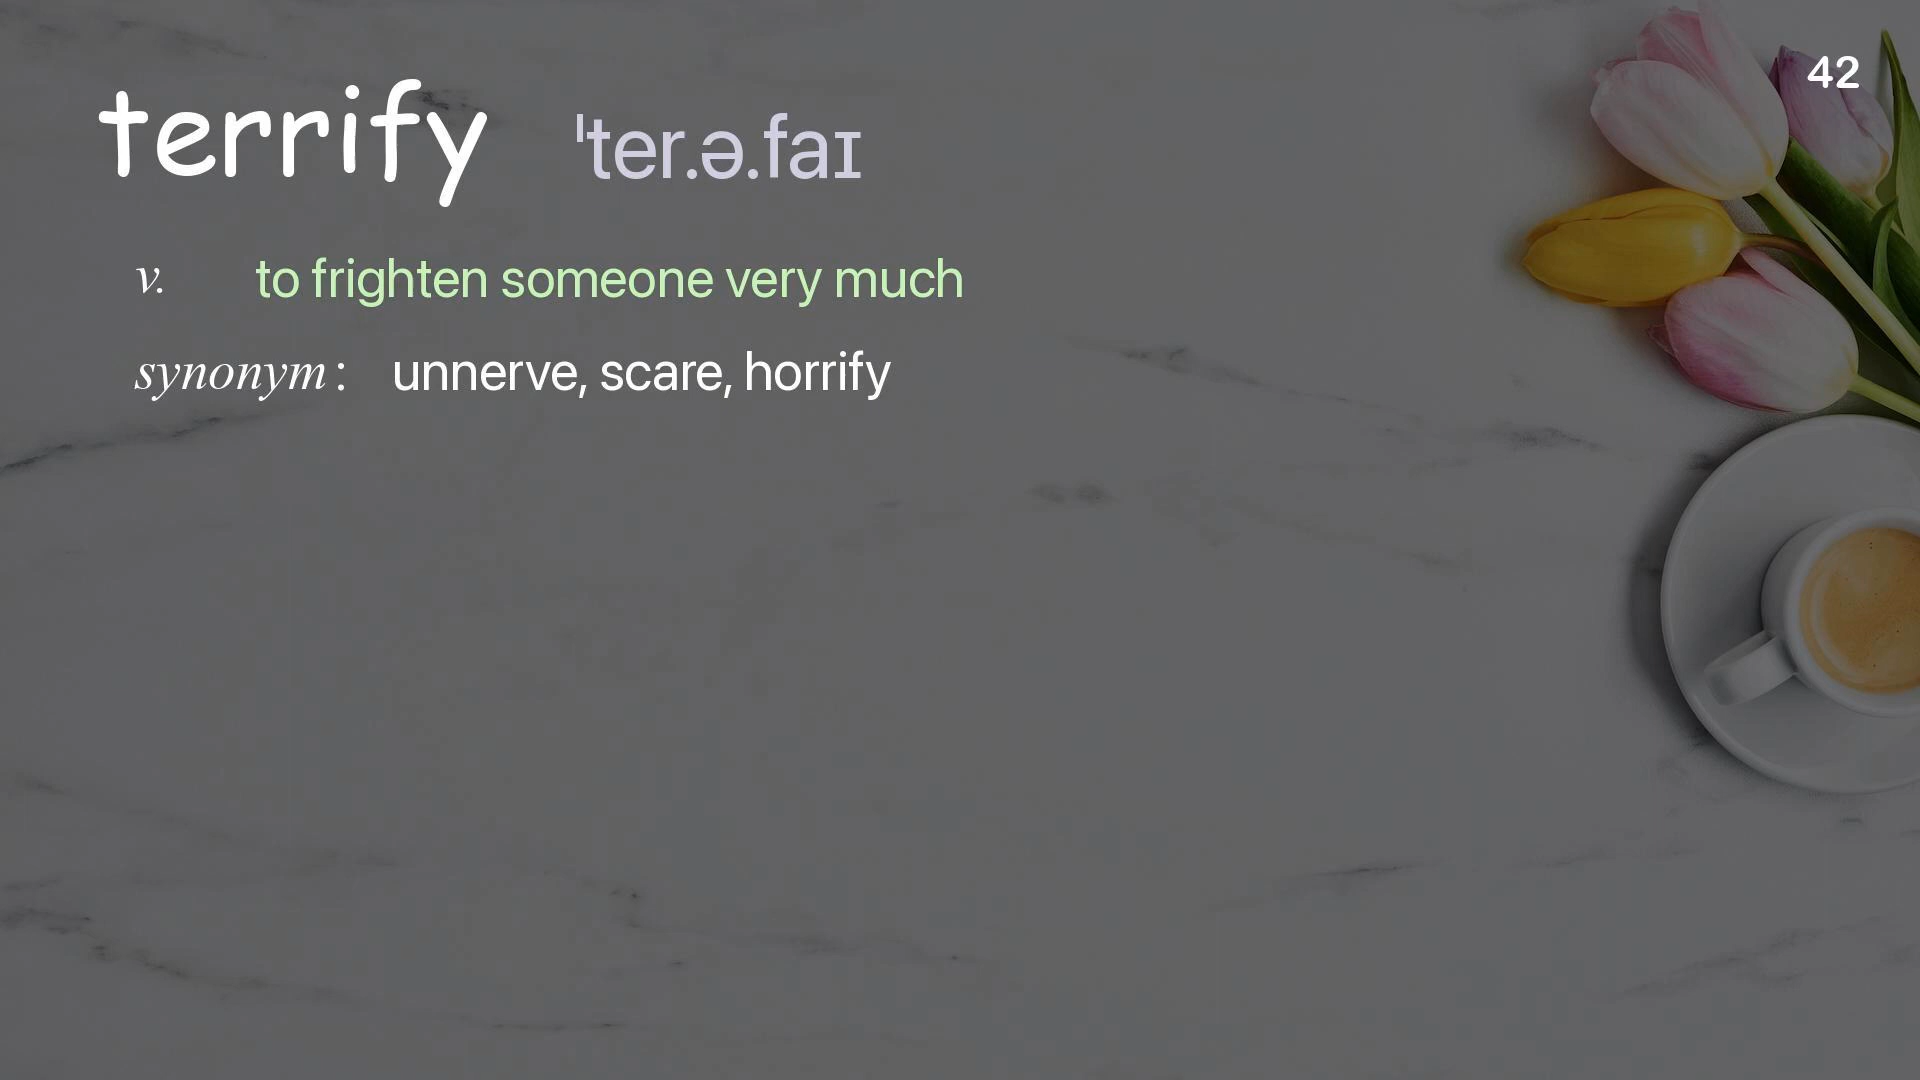 42
terrify ˈter.ə.faɪ
v. to frighten someone very much
synonym : unnerve, scare, horrify